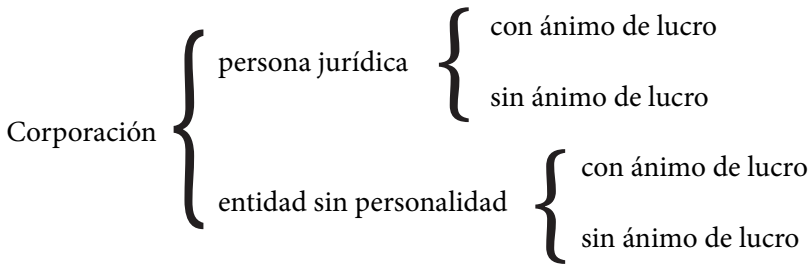 Corporación
persona jurídica
con ánimo de lucro
sin ánimo de lucro
entidad sin personalidad
con ánimo de lucro
sin ánimo de lucro